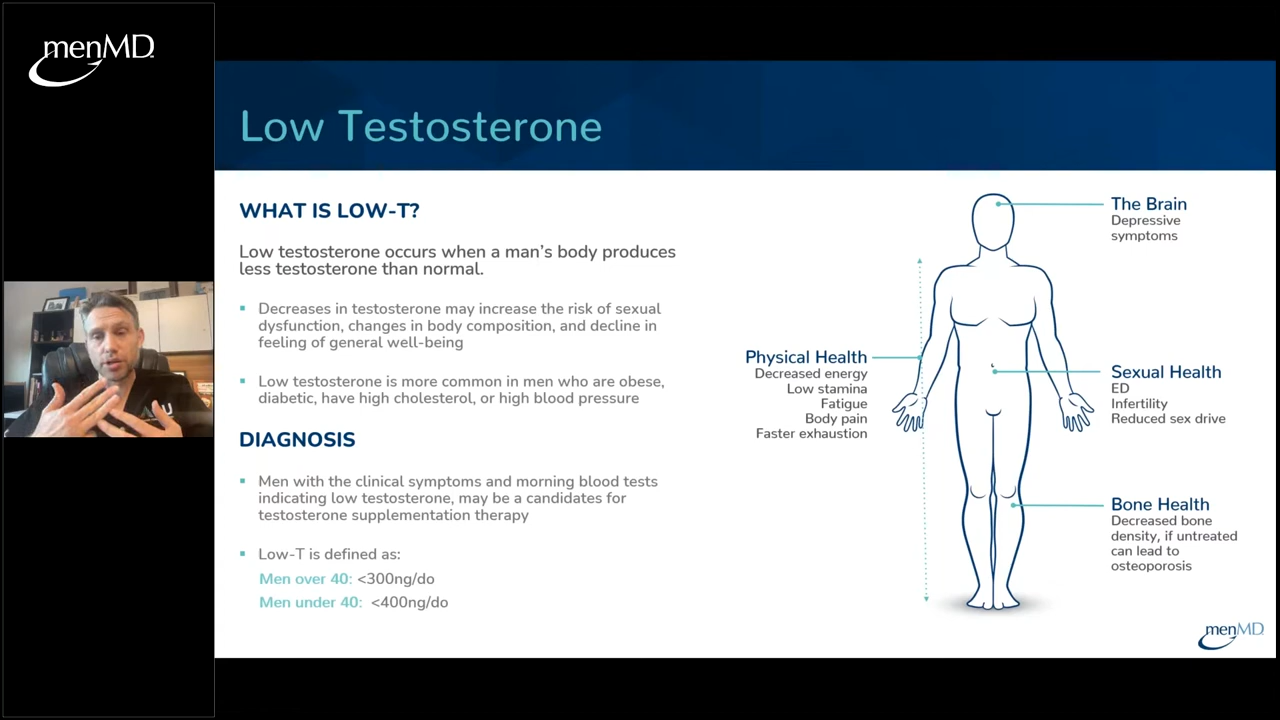 menMD
Low Testosterone
WHAT IS LOW-T?
Low testosterone occurs when a man's body produces
less testosterone than normal.
Decreases in testosterone may increase the risk of sexual
dysfunction, changes in body composition, and decline in
feeling of general well-being
Low testosterone is more common in men who are obese,
diabetic, have high cholesterol, or high blood pressure
DIAGNOSIS
Men with the clinical symptoms and morning blood tests
indicating low testosterone, may be a candidates for
testosterone supplementation therapy
Low-T is defined as:
Men over 40: <300ng/do
Men under 40: <400ng/do
Physical Health
Decreased energy
Low stamina
Fatigue
Body pain
Faster exhaustion
The Brain
Depressive
symptoms
Sexual Health
ED
Infertility
Reduced sex drive
Bone Health
Decreased bone
density, if untreated
can lead to
osteoporosis
menMD